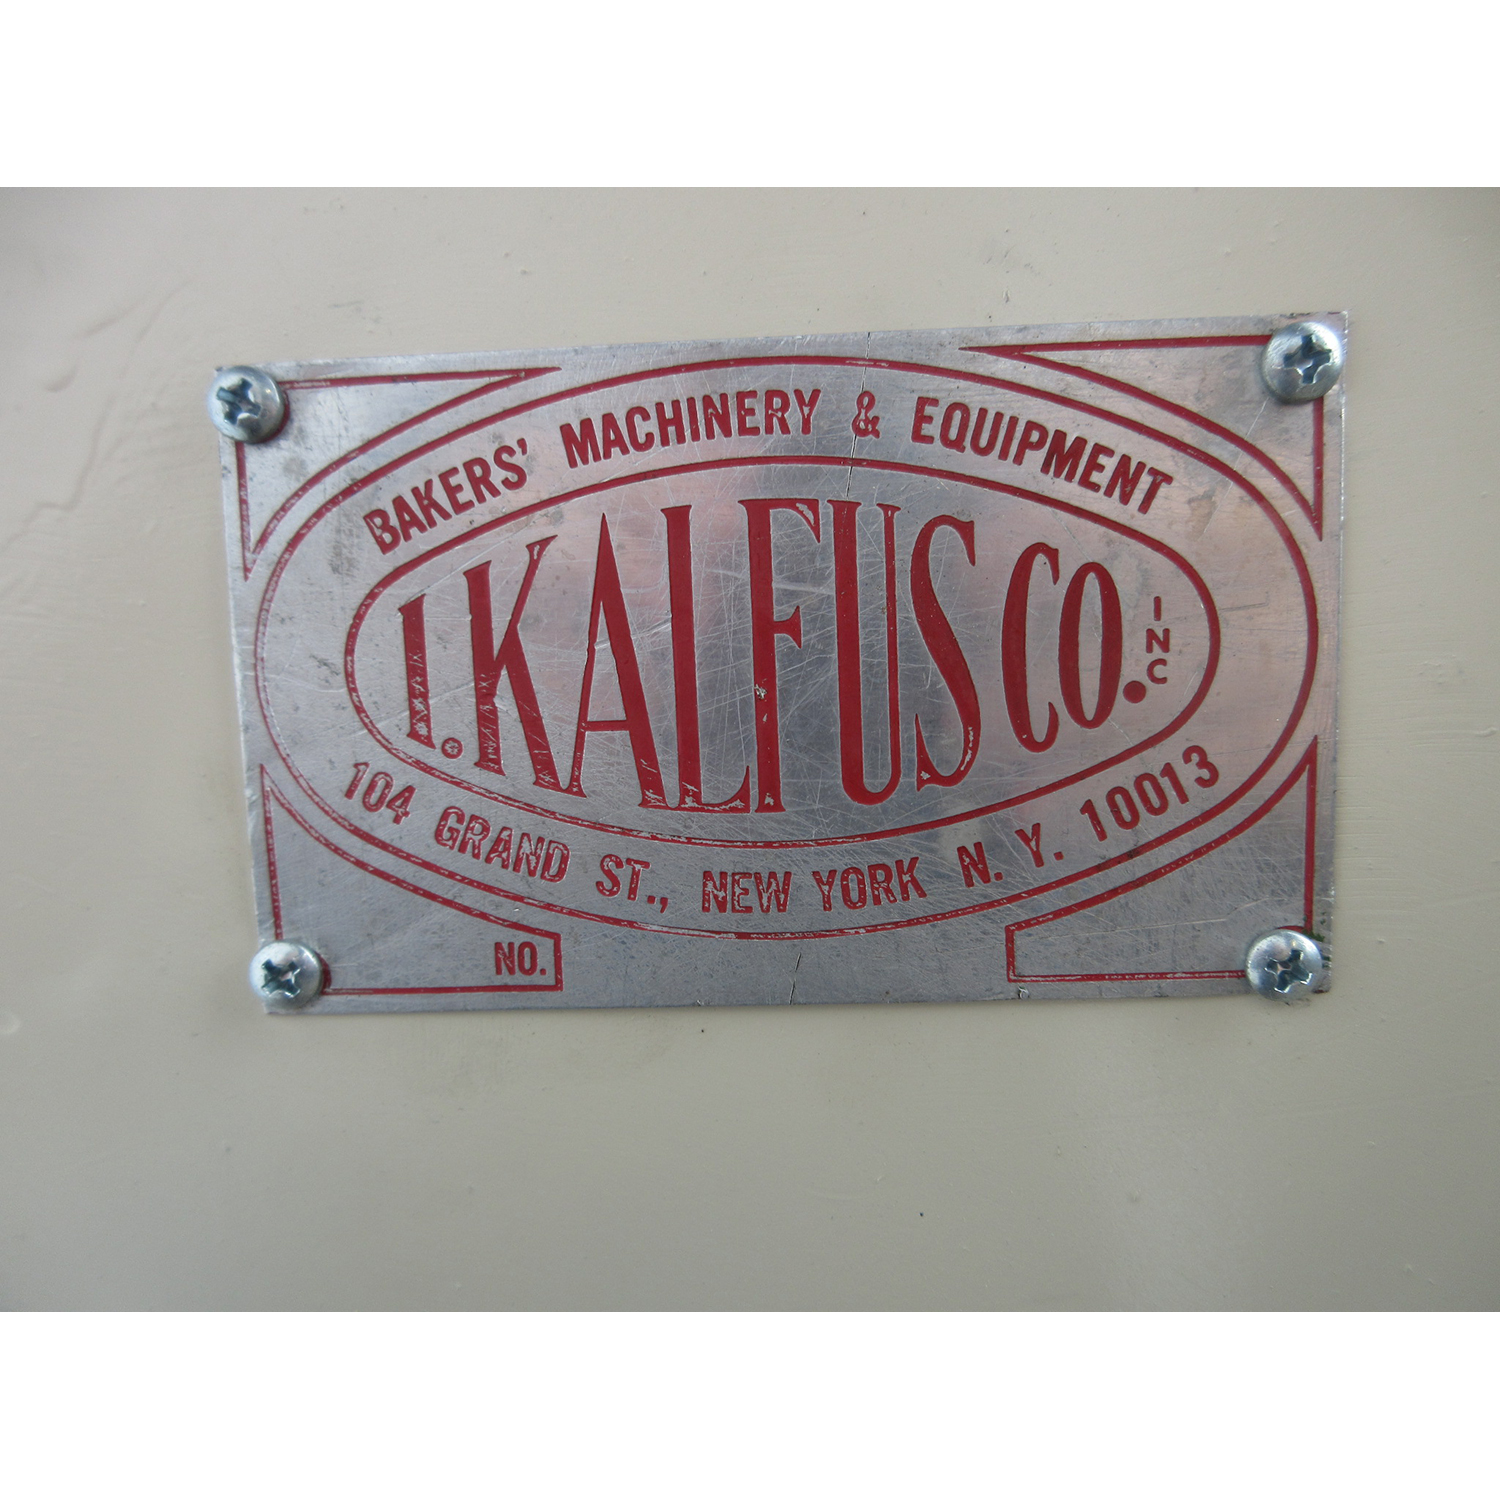 BAKERS' MACHINERY & EQUIPMENT
I. KALFUS CO. INC
104 GRAND ST., NEW YORK N. Y. 10013
NO.